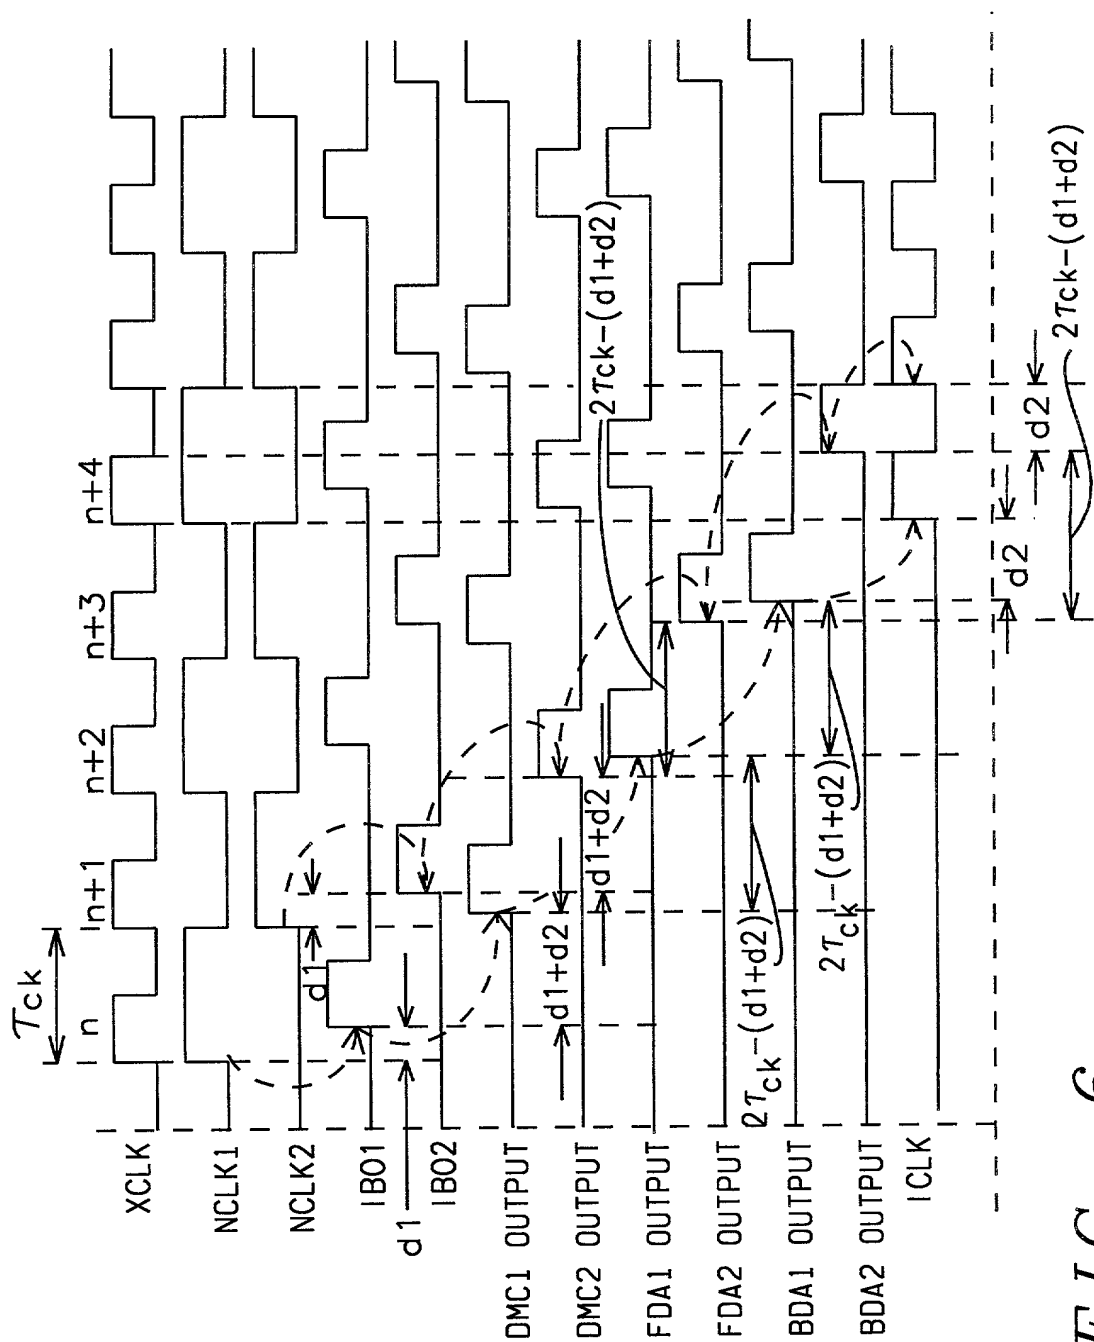 τck
n
n+1
n+2
n+3
n+4
XCLK
NCLK1
NCLK2
IBO1
IBO2
DMC1 OUTPUT
DMC2 OUTPUT
FDA1 OUTPUT
FDA2 OUTPUT
BDA1 OUTPUT
BDA2 OUTPUT
ICLK
d1
d1
d1+d2
d1+d2
2τck-(d1+d2)
2τck-(d1+d2)
2τck-(d1+d2)
d2
d2
2τck-(d1+d2)
FIG. 6